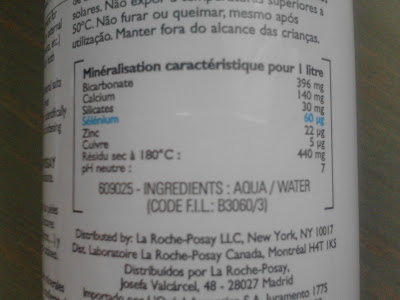 solares. Não expor a temperaturas superiores a
50°C. Não furar ou queimar, mesmo após
utilização. Manter fora do alcance das crianças.
Minéralisation caractéristique pour 1 litre
Bicarbonate 396 mg
Calcium 140 mg
Silicates 30 mg
Sélénium 60 µg
Zinc 22 µg
Cuivre 5 µg
Résidu sec à 180°C : 440 mg
pH neutre : 7
609025 - INGREDIENTS : AQUA / WATER
(CODE F.I.L.: B3060/3)
Distributed by: La Roche-Posay LLC, New York, NY 10017
Dist. Laboratoire La Roche-Posay Canada, Montréal H4T 1K5
Distribuidos por La Roche-Posay,
Josefa Valcárcel, 48 - 28027 Madrid
Importado por S.A. Juramento 1775